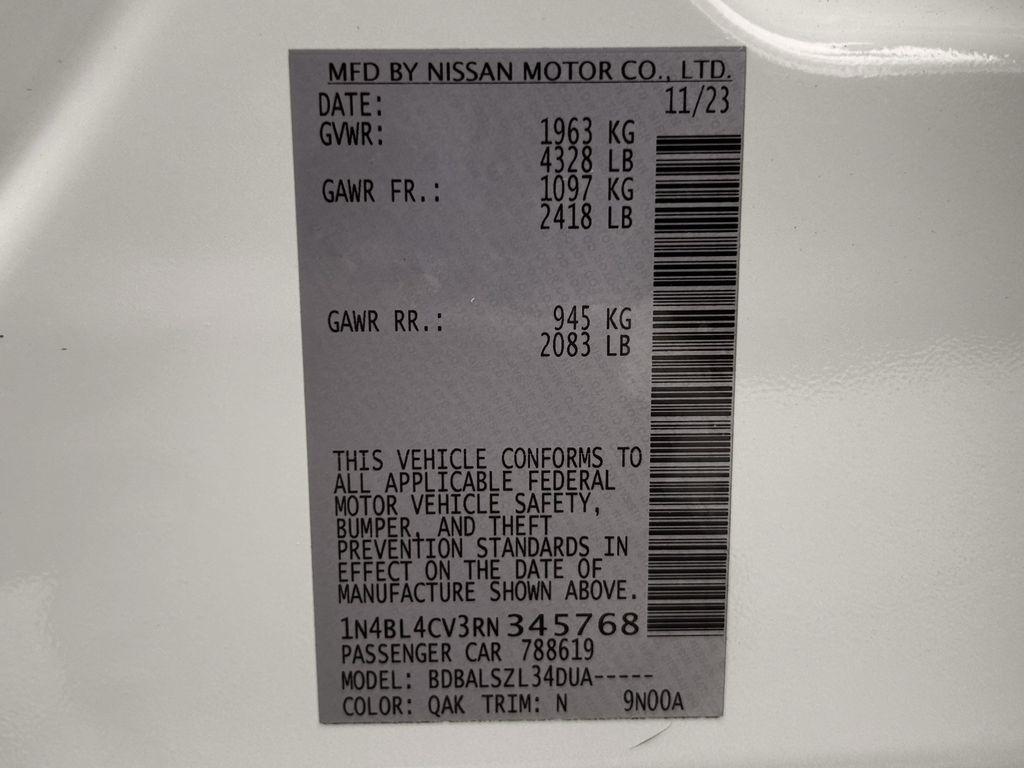 MFD BY NISSAN MOTOR CO., LTD.
DATE: 11/23
GVWR: 1963 KG
4328 LB
GAWR FR.: 1097 KG
2418 LB
GAWR RR.: 945 KG
2083 LB
THIS VEHICLE CONFORMS TO
ALL APPLICABLE FEDERAL
MOTOR VEHICLE SAFETY,
BUMPER, AND THEFT
PREVENTION STANDARDS IN
EFFECT ON THE DATE OF
MANUFACTURE SHOWN ABOVE.
1N4BL4CV3RN345768
PASSENGER CAR 788619
MODEL: BDBALSZL34DUA-----
COLOR: QAK TRIM: N 9N00A